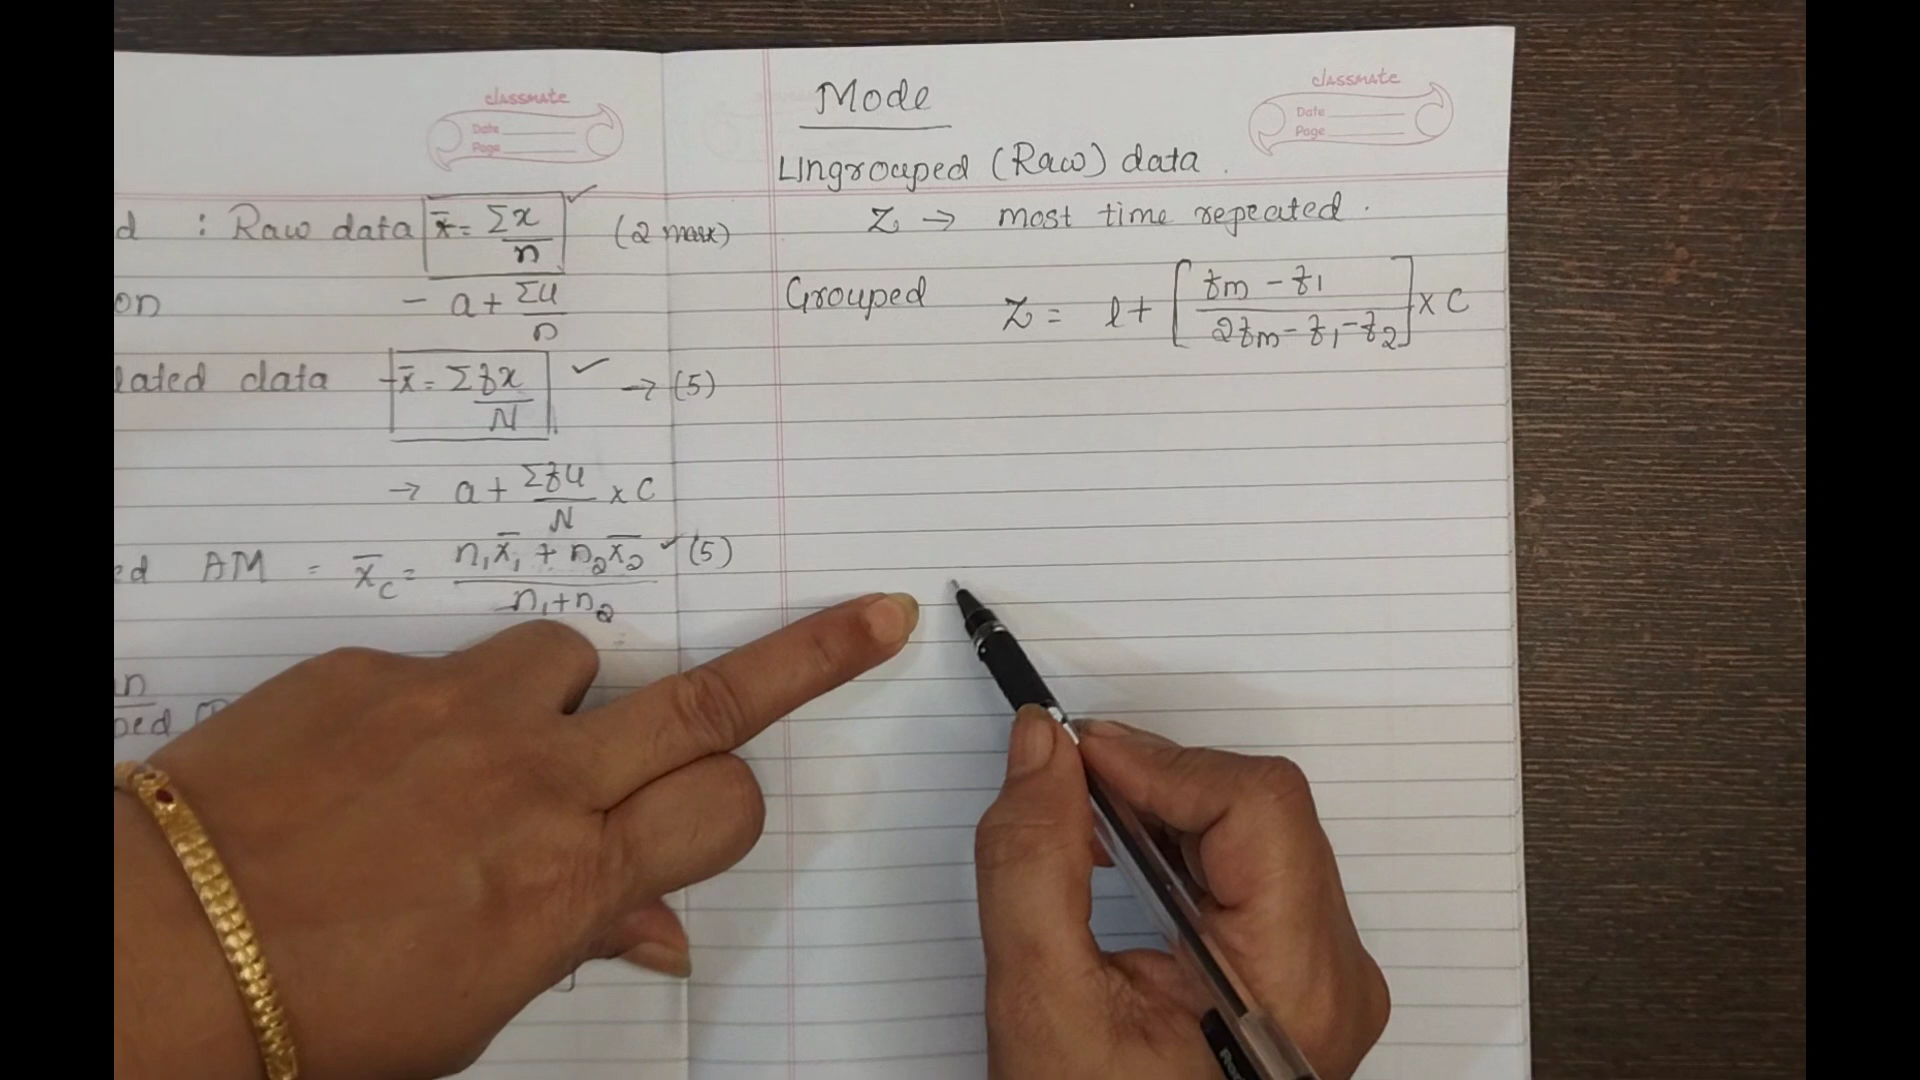 classmate
Date
Page
d : Raw data x̄ = Σx/n (2 mark)
on - a + Σu/n
lated data x̄ = Σfx/N → (5)
→ a + Σfu/N × C
ed AM = x̄c = n₁x̄₁ + n₂x̄₂ / n₁+n₂ (5)
n
ped
classmate
Date
Page
Mode
Ungrouped (Raw) data.
Z → most time repeated.
Grouped Z = l + [fm - f₁ / 2fm - f₁ - f₂] × C